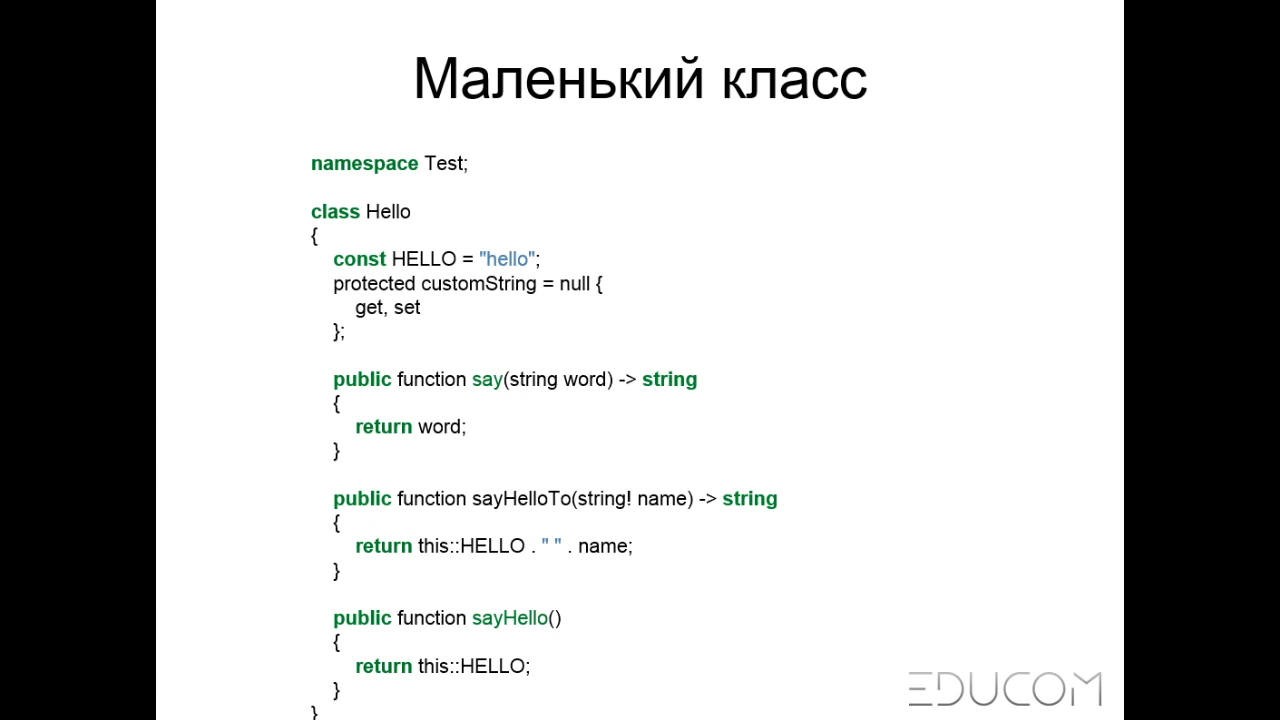 Маленький класс
namespace Test;
class Hello
{
const HELLO = "hello";
protected customString = null {
get, set
};
public function say(string word) -> string
{
return word;
}
public function sayHelloTo(string! name) -> string
{
return this::HELLO . " " . name;
}
public function sayHello()
{
return this::HELLO;
}
}
EDUCOM